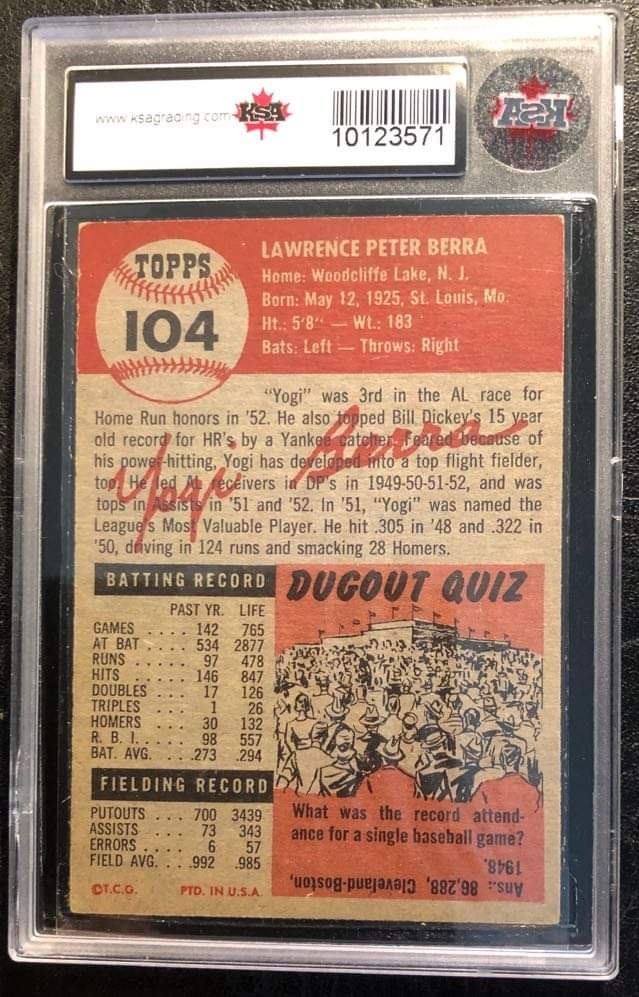 www.ksagrading.com
KSA
10123571
KSA
TOPPS
104
LAWRENCE PETER BERRA
Home: Woodcliffe Lake, N. J.
Born: May 12, 1925, St. Louis, Mo.
Ht.: 5'8" — Wt.: 183
Bats: Left — Throws: Right
"Yogi" was 3rd in the AL race for
Home Run honors in '52. He also topped Bill Dickey's 15 year
old record for HR's by a Yankee catcher. Feared because of
his power-hitting, Yogi has developed into a top flight fielder,
too. He led AL receivers in DP's in 1949-50-51-52, and was
tops in Assists in '51 and '52. In '51, "Yogi" was named the
League's Most Valuable Player. He hit .305 in '48 and .322 in
'50, driving in 124 runs and smacking 28 Homers.
Yogi Berra
BATTING RECORD
PAST YR. LIFE
GAMES .... 142 765
AT BAT .... 534 2877
RUNS ..... 97 478
HITS ..... 146 847
DOUBLES ... 17 126
TRIPLES ... 1 26
HOMERS ... 30 132
R. B. I. .... 98 557
BAT. AVG. ... .273 .294
FIELDING RECORD
PUTOUTS ... 700 3439
ASSISTS ... 73 343
ERRORS .... 6 57
FIELD AVG. .. .992 .985
©T.C.G. PTD. IN U.S.A.
DUGOUT QUIZ
What was the record attend-
ance for a single baseball game?
Ans.: 86,288, Cleveland-Boston,
1948.